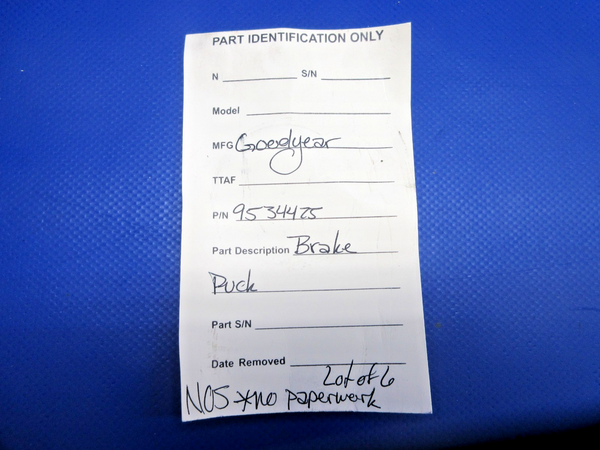 PART IDENTIFICATION ONLY
N S/N
Model
MFG Goodyear
TTAF
P/N 9534425
Part Description Brake
Puck
Part S/N
Date Removed
Lot of 6
NOS *no paperwork